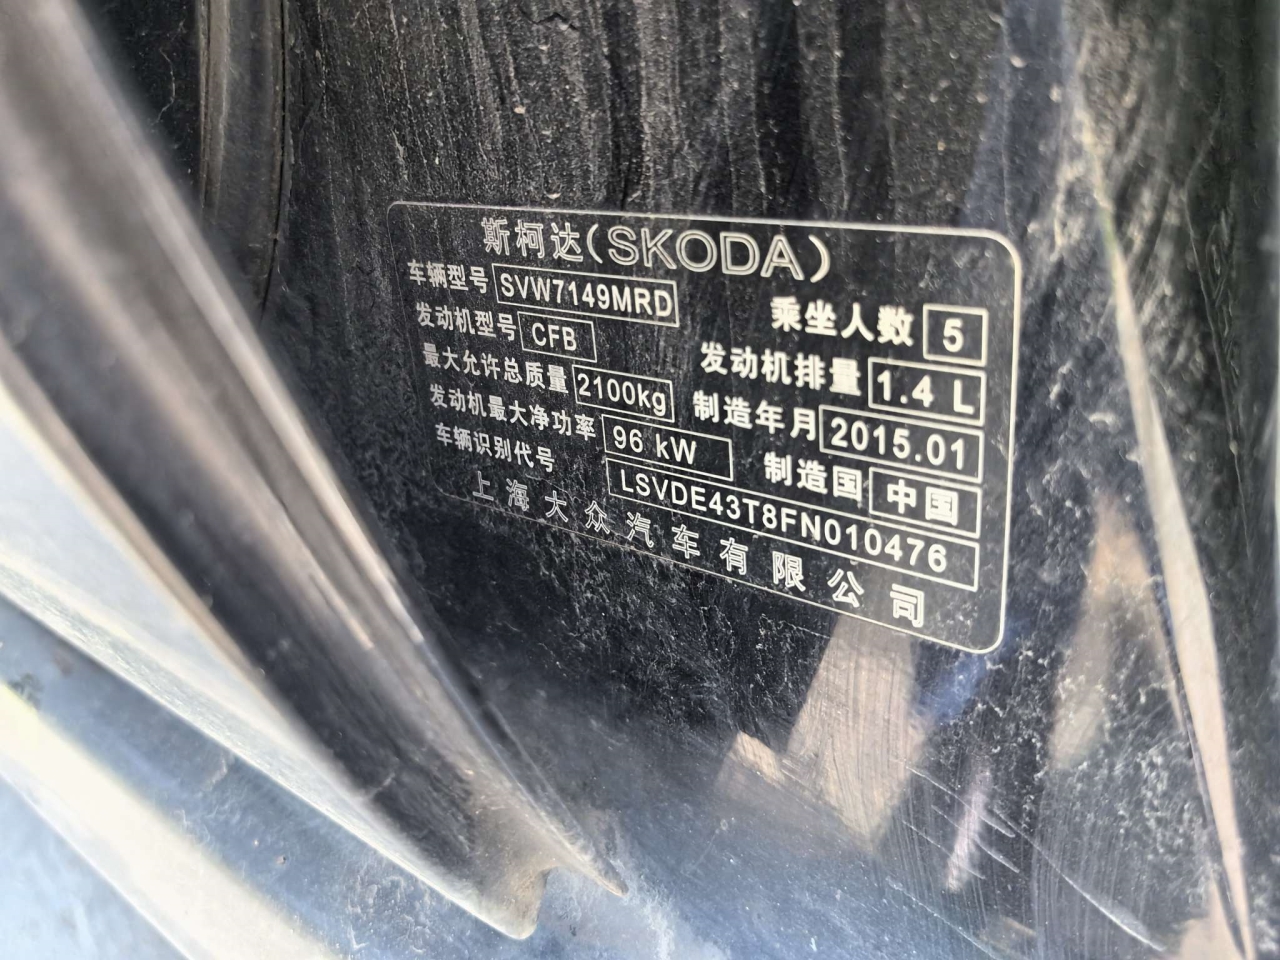 斯柯达(SKODA)
车辆型号 SVW7149MRD 乘坐人数 5
发动机型号 CFB 发动机排量 1.4 L
最大允许总质量 2100kg 制造年月 2015.01
发动机最大净功率 96 kW 制造国 中国
车辆识别代号 LSVDE43T8FN010476
上海大众汽车有限公司